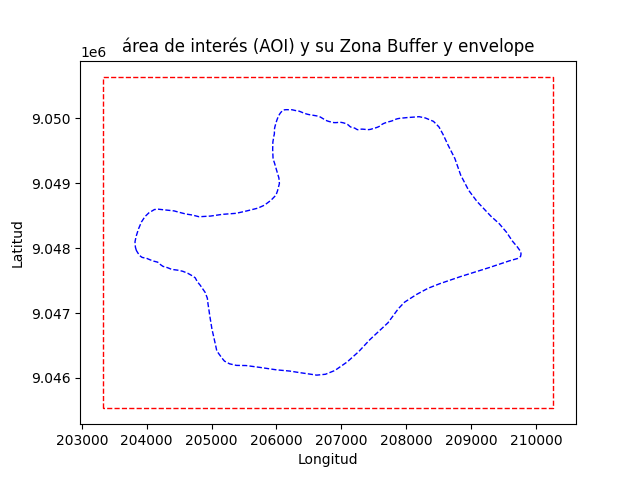 área de interés (AOI) y su Zona Buffer y envelope
1e6
9.050
9.049
9.048
9.047
9.046
Latitud
203000 204000 205000 206000 207000 208000 209000 210000
Longitud